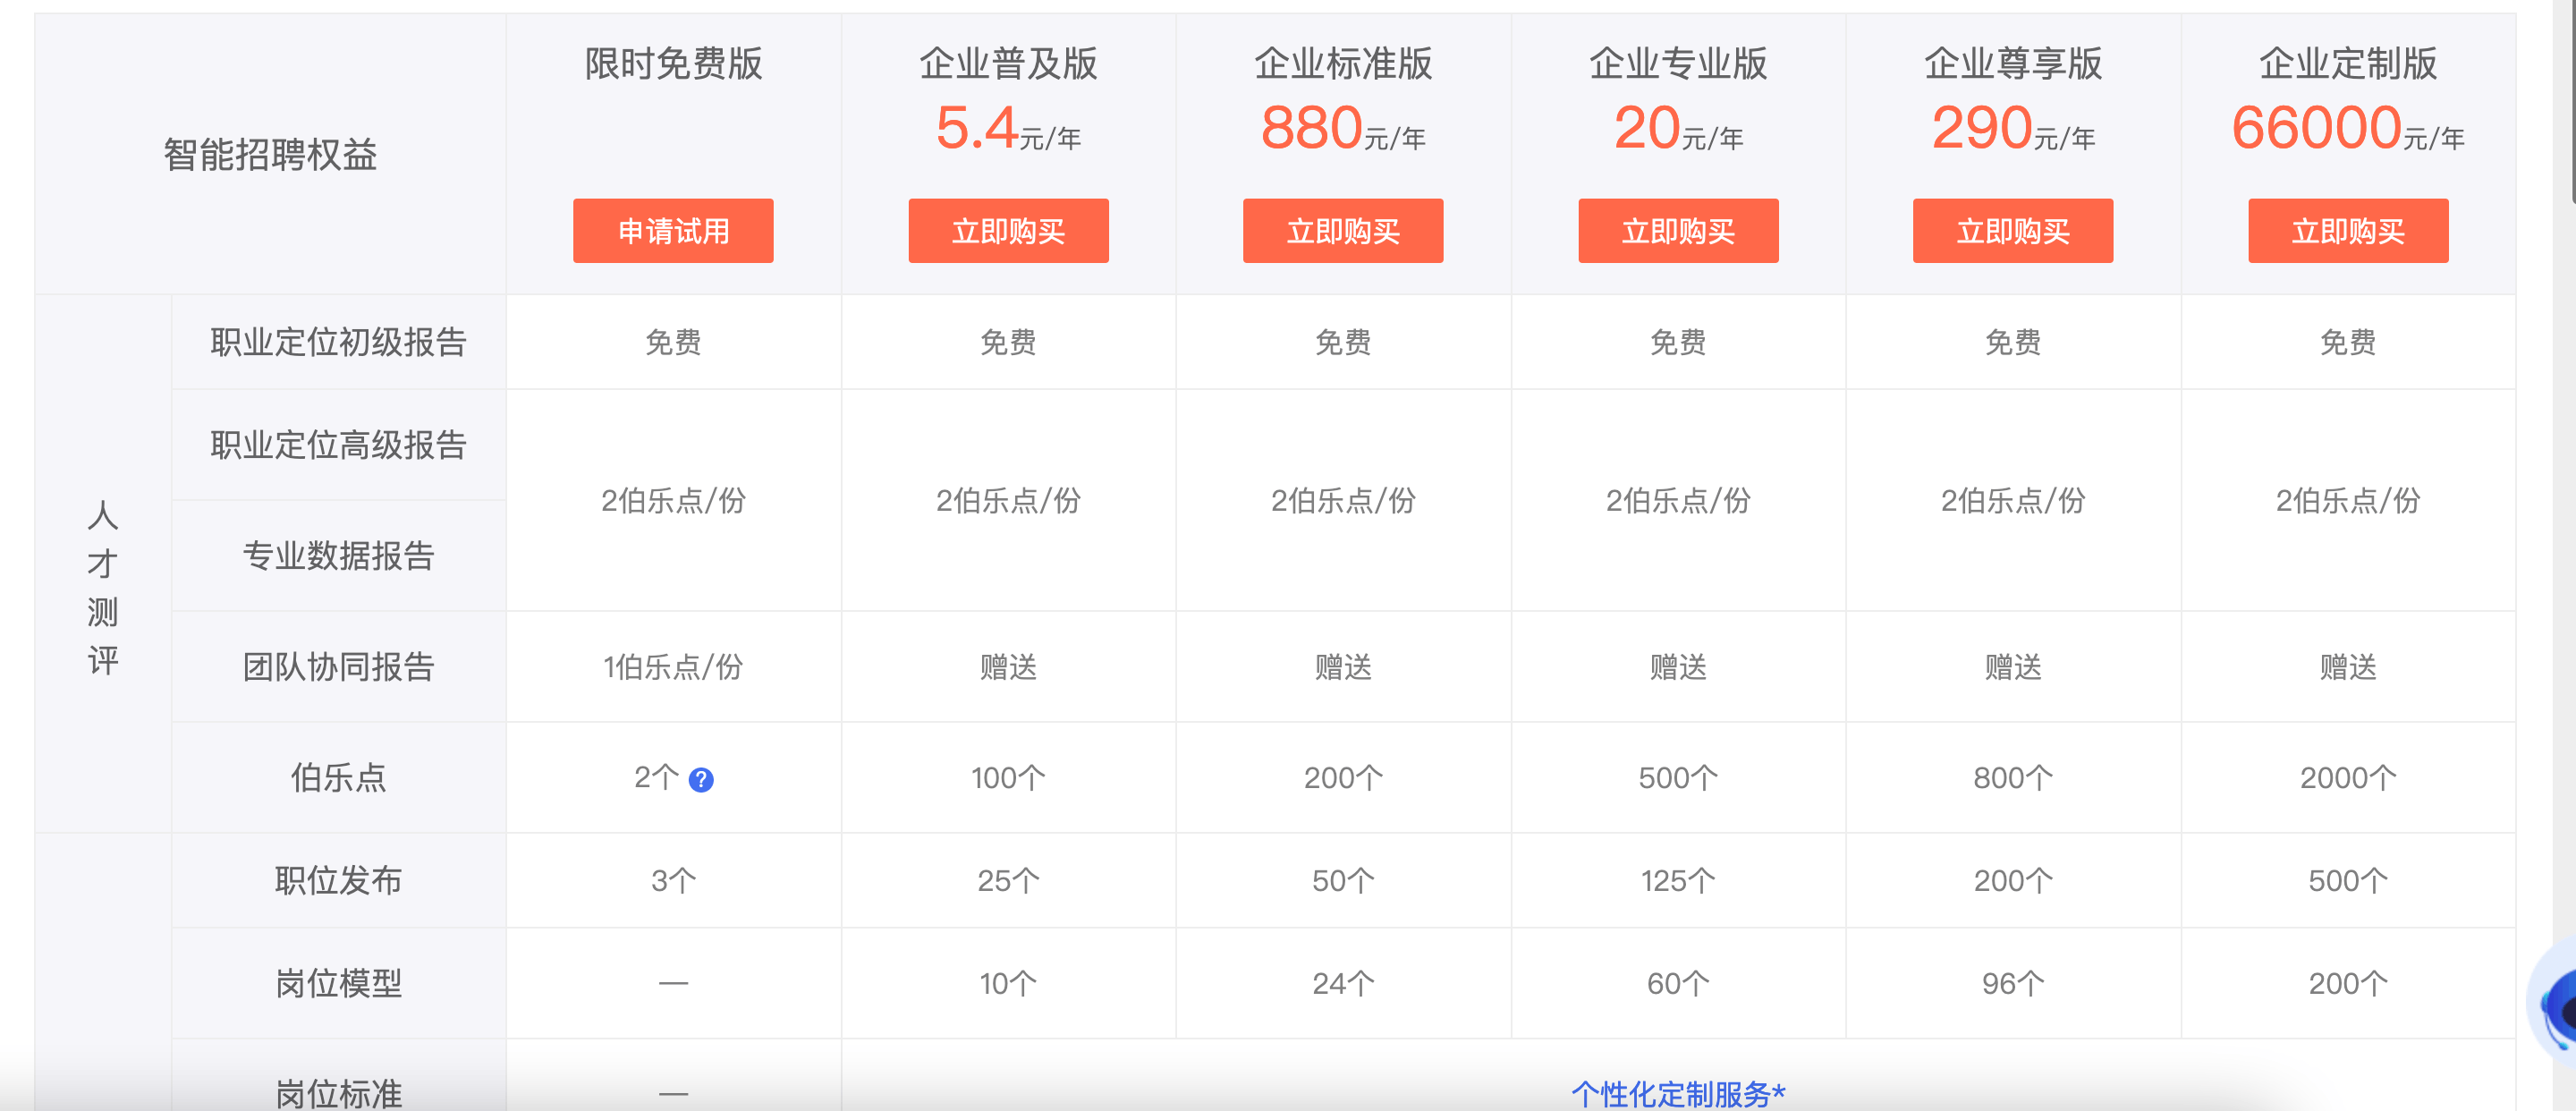 智能招聘权益
限时免费版
申请试用
企业普及版
5.4元/年
立即购买
企业标准版
880元/年
立即购买
企业专业版
20元/年
立即购买
企业尊享版
290元/年
立即购买
企业定制版
66000元/年
立即购买
人才测评
职业定位初级报告 免费 免费 免费 免费 免费 免费
职业定位高级报告
专业数据报告
2伯乐点/份 2伯乐点/份 2伯乐点/份 2伯乐点/份 2伯乐点/份 2伯乐点/份
团队协同报告 1伯乐点/份 赠送 赠送 赠送 赠送 赠送
伯乐点 2个 ? 100个 200个 500个 800个 2000个
职位发布 3个 25个 50个 125个 200个 500个
岗位模型 — 10个 24个 60个 96个 200个
岗位标准 — 个性化定制服务*